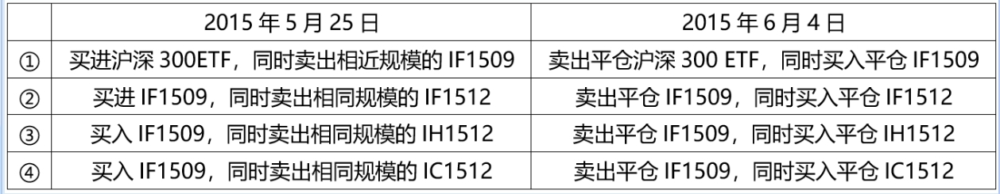 2015 年 5 月 25 日 2015 年 6 月 4 日
① 买进沪深 300ETF，同时卖出相近规模的 IF1509 卖出平仓沪深 300 ETF，同时买入平仓 IF1509
② 买进 IF1509，同时卖出相同规模的 IF1512 卖出平仓 IF1509，同时买入平仓 IF1512
③ 买入 IF1509，同时卖出相同规模的 IH1512 卖出平仓 IF1509，同时买入平仓 IH1512
④ 买入 IF1509，同时卖出相同规模的 IC1512 卖出平仓 IF1509，同时买入平仓 IC1512